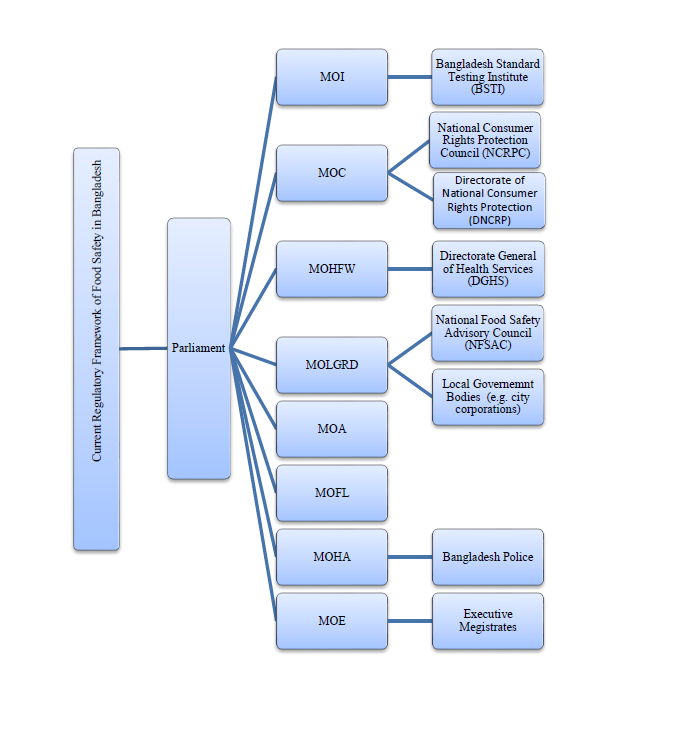 Current Regulatory Framework of Food Safety in Bangladesh
Parliament
MOI
Bangladesh Standard
Testing Institute
(BSTI)
MOC
National Consumer
Rights Protection
Council (NCRPC)
Directorate of
National Consumer
Rights Protection
(DNCRP)
MOHFW
Directorate General
of Health Services
(DGHS)
MOLGRD
National Food Safety
Advisory Council
(NFSAC)
Local Governemnt
Bodies (e.g. city
corporations)
MOA
MOFL
MOHA
Bangladesh Police
MOE
Executive
Megistrates